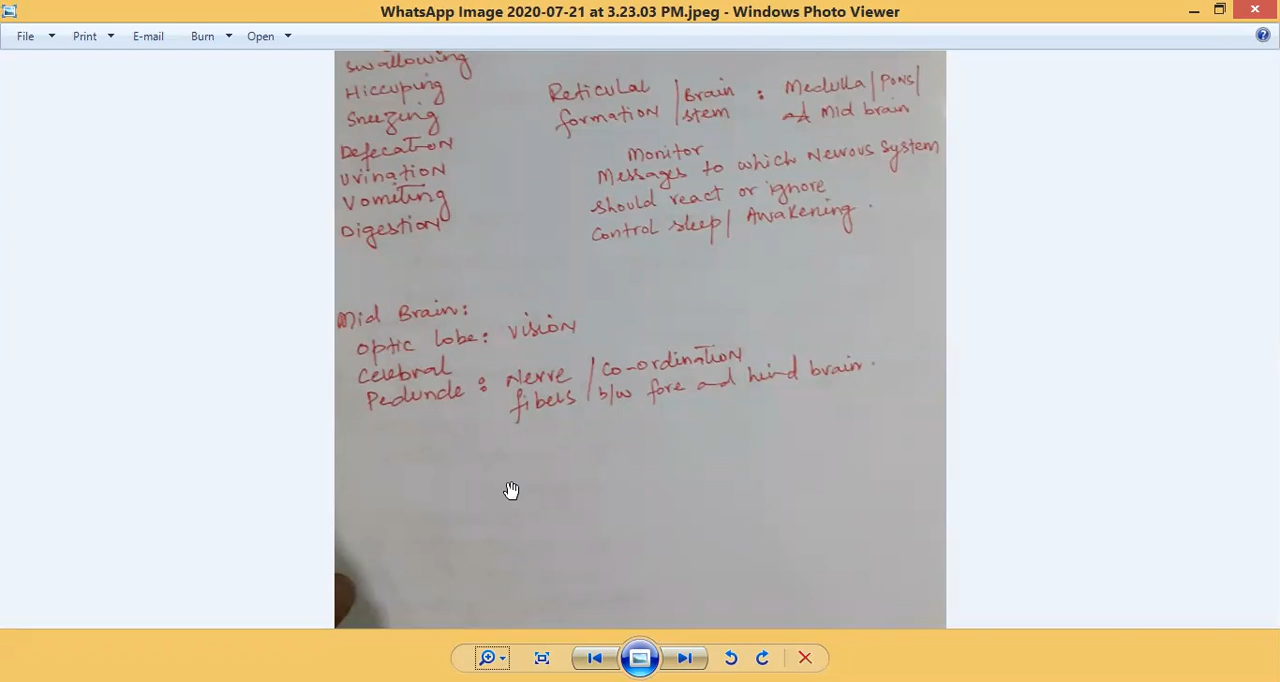 WhatsApp Image 2020-07-21 at 3.23.03 PM.jpeg - Windows Photo Viewer
File Print E-mail Burn Open
Swallowing
Hiccuping
Sneezing
Defecation
Urination
Vomiting
Digestion
Reticular / Brain : Medulla / Pons /
formation / stem and Mid brain
Monitor
Messages to which Nervous System
should react or ignore
control sleep / Awakening.
Mid Brain:
Optic lobe: vision
Celebral
Peduncle : Nerve / co-ordination
fibers / b/w fore and hind brain.